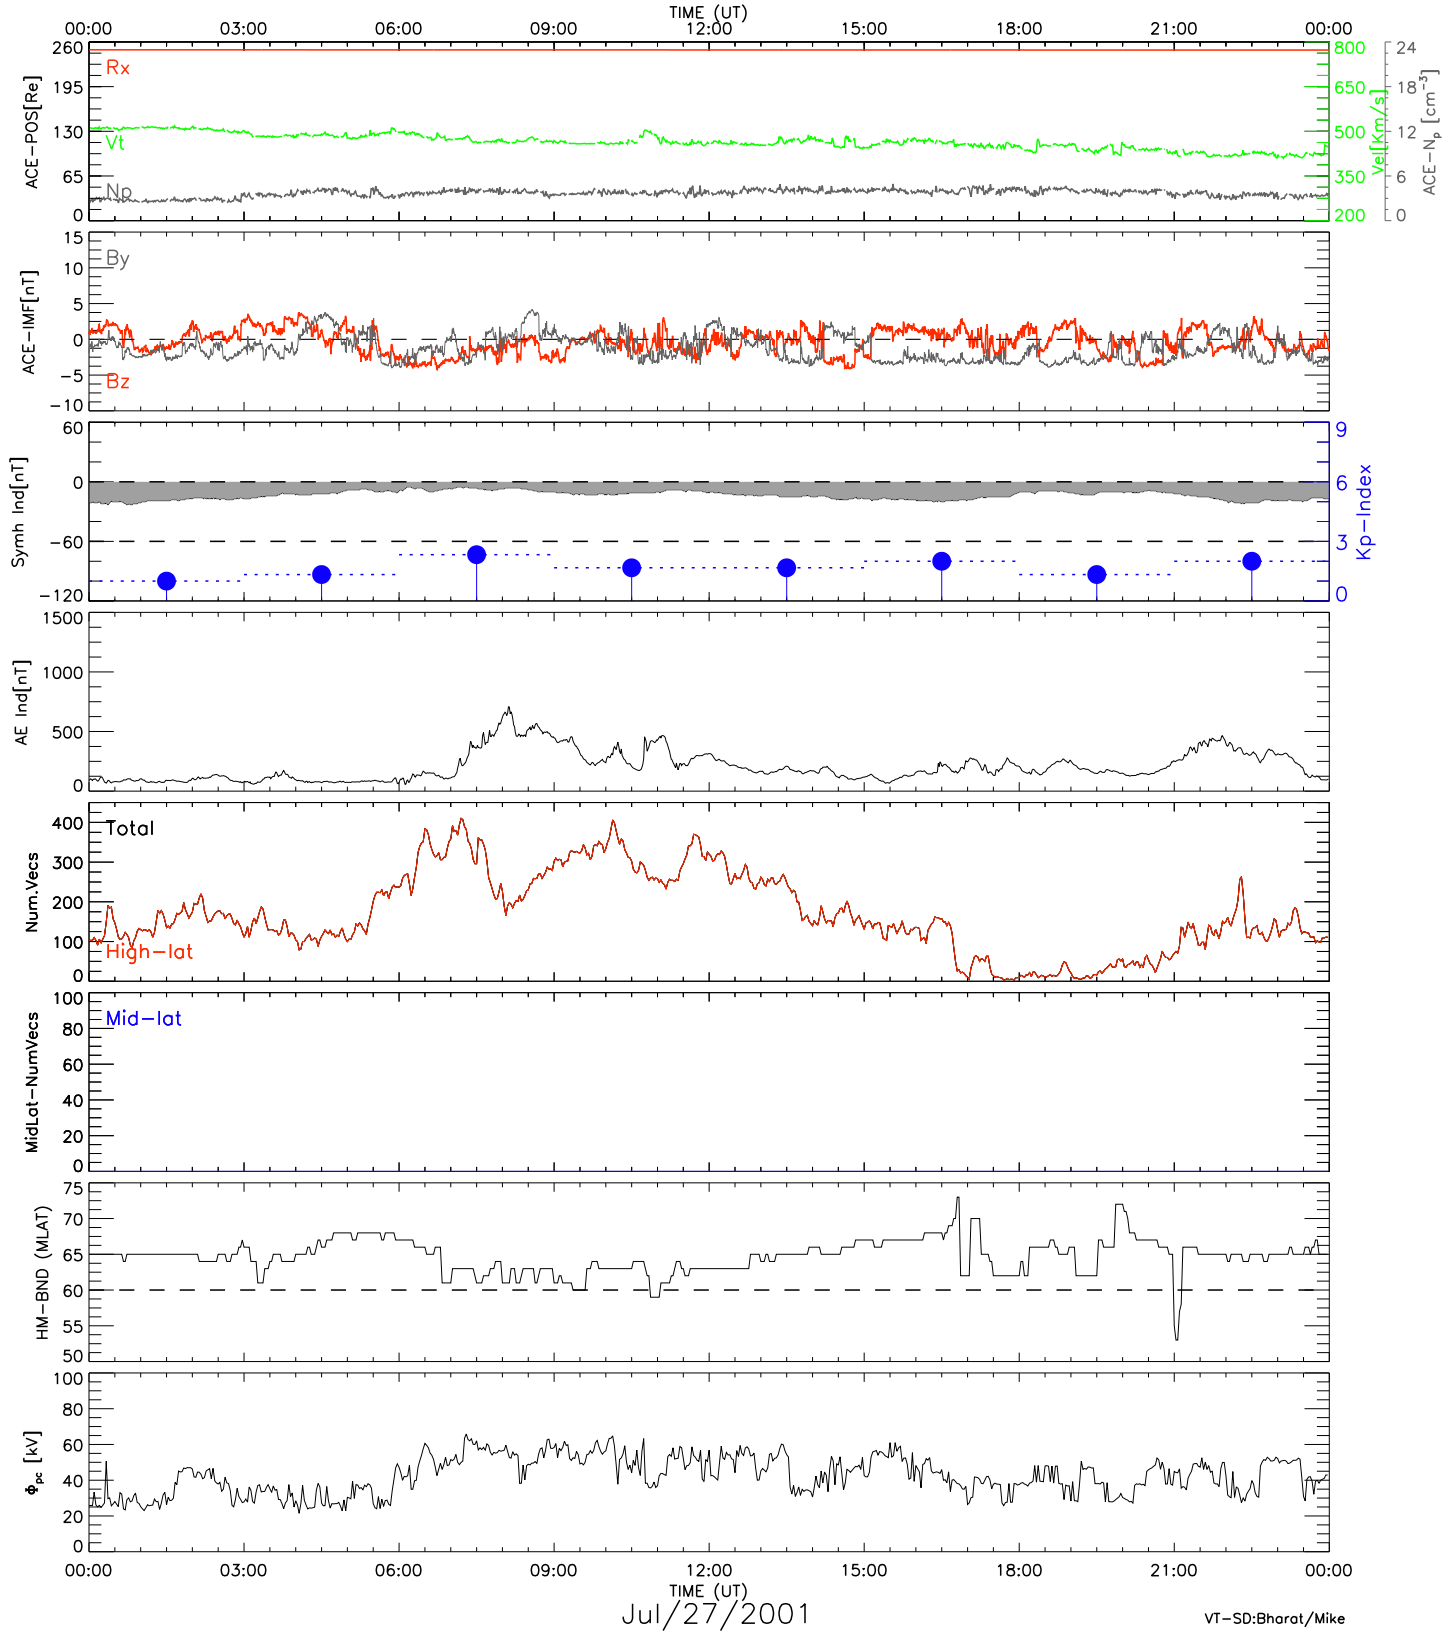 TIME (UT)
00:00 03:00 06:00 09:00 12:00 15:00 18:00 21:00 00:00
260 195 130 65 0
ACE-POS[Re]
Rx
Vt
Np
800 650 500 350 200
Vel[Km/s]
24 18 12 6 0
ACE-Np [cm-3]
15 10 5 0 -5 -10
ACE-IMF[nT]
By
Bz
60 0 -60 -120
Symh Ind[nT]
9 6 3 0
Kp-Index
1500 1000 500 0
AE Ind[nT]
400 300 200 100 0
Num.Vecs
Total
High-lat
100 80 60 40 20 0
MidLat-NumVecs
Mid-lat
75 70 65 60 55 50
HM-BND (MLAT)
100 80 60 40 20 0
Φpc [kV]
00:00 03:00 06:00 09:00 12:00 15:00 18:00 21:00 00:00
TIME (UT)
Jul/27/2001
VT-SD:Bharat/Mike